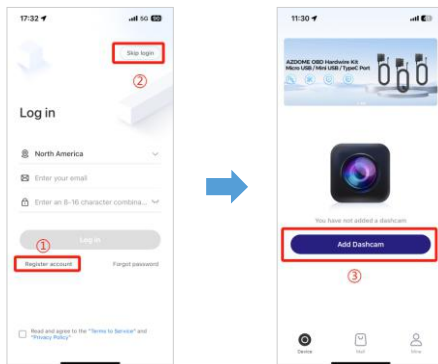 17:32
5G
Skip login
②
Log in
North America
Enter your email
Enter an 8-16 character combina...
①
Log in
Register account
Forgot password
Read and agree to the "Terms to Service" and
"Privacy Policy"
11:30
AZDOME OBD Hardwire Kit
Micro USB / Mini USB / TypeC Port
You have not added a dashcam
Add Dashcam
③
Device
Mall
Mine